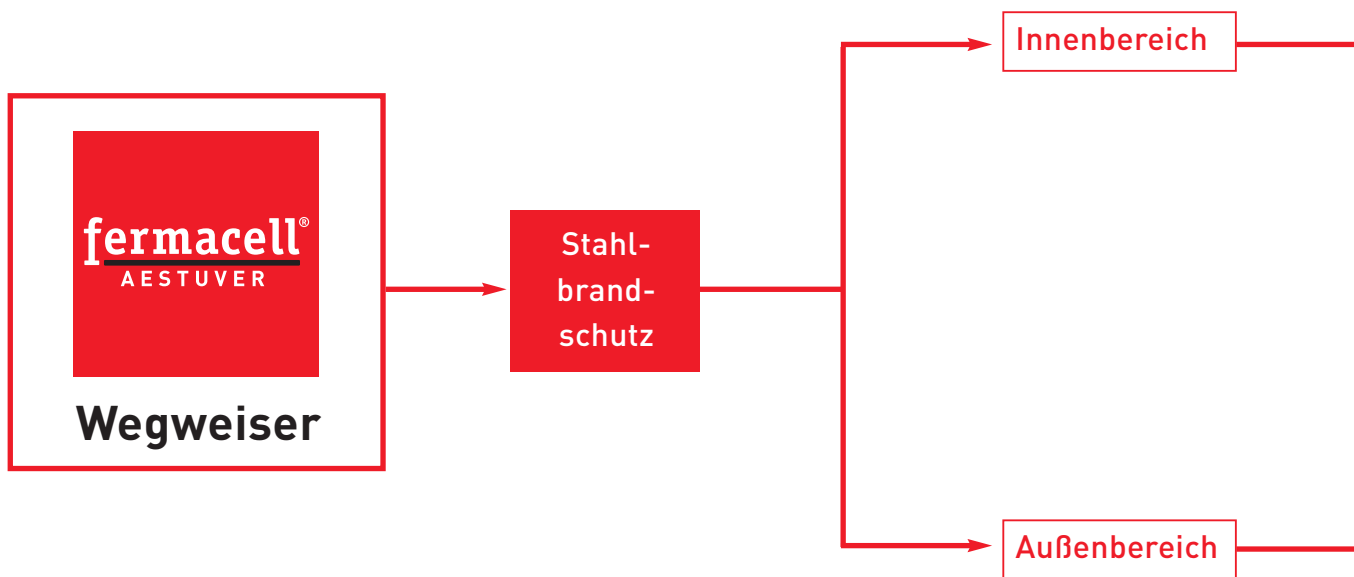 fermacell®
AESTUVER
Wegweiser
Stahl-
brand-
schutz
Innenbereich
Außenbereich